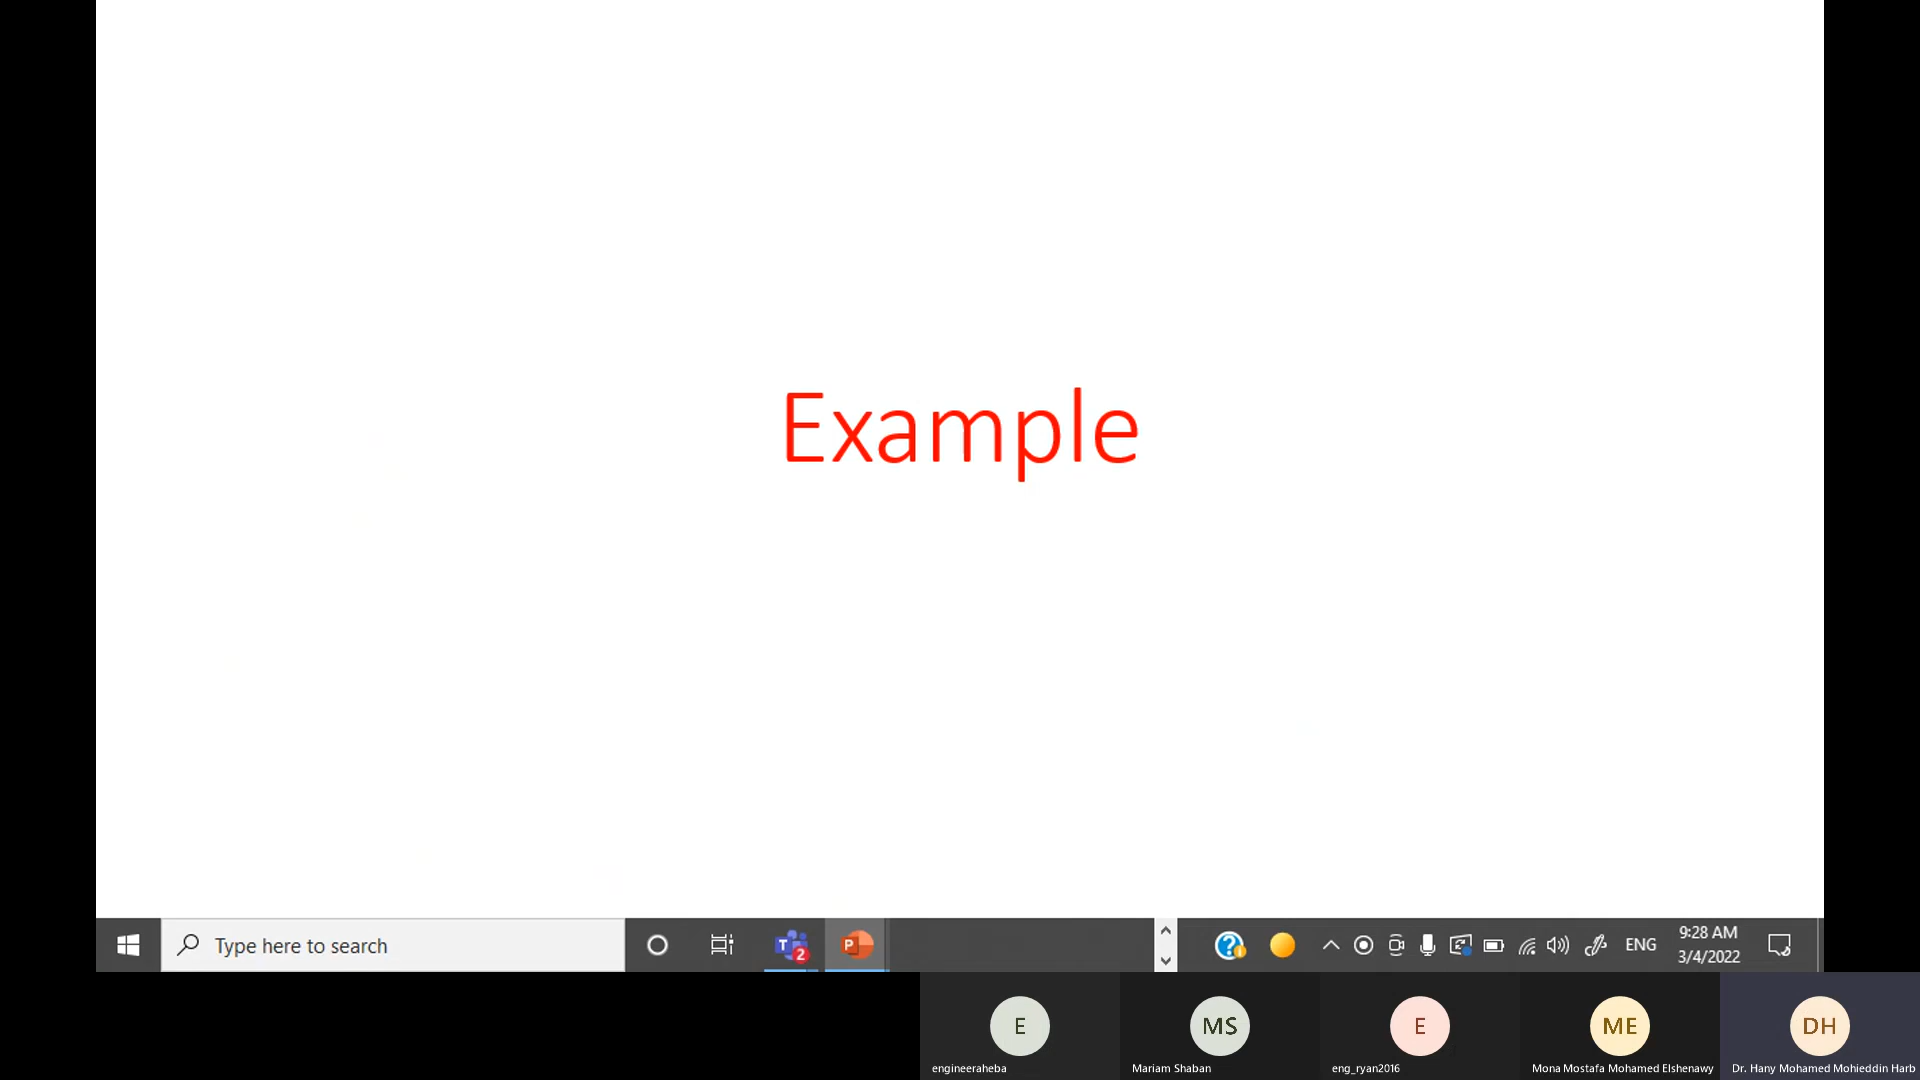 Example
Type here to search
T
2
P
ENG
9:28 AM
3/4/2022
E
MS
E
ME
DH
engineeraheba
Mariam Shaban
eng_ryan2016
Mona Mostafa Mohamed Elshenawy
Dr. Hany Mohamed Mohieddin Harb